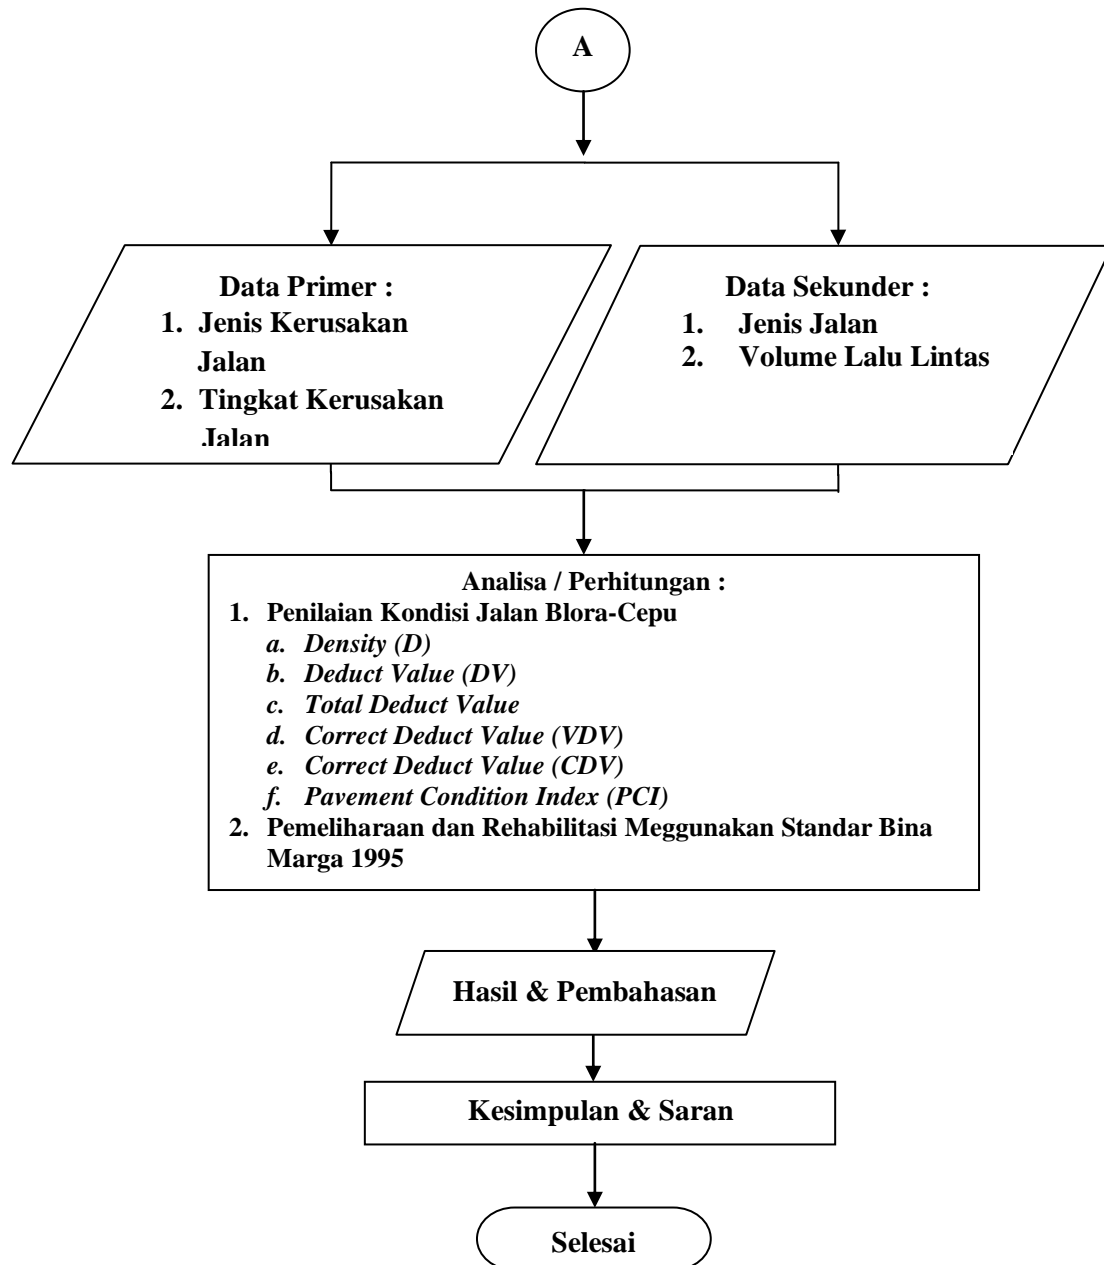 A
Data Primer :
1. Jenis Kerusakan
Jalan
2. Tingkat Kerusakan
Jalan
Data Sekunder :
1. Jenis Jalan
2. Volume Lalu Lintas
Analisa / Perhitungan :
1. Penilaian Kondisi Jalan Blora-Cepu
a. Density (D)
b. Deduct Value (DV)
c. Total Deduct Value
d. Correct Deduct Value (VDV)
e. Correct Deduct Value (CDV)
f. Pavement Condition Index (PCI)
2. Pemeliharaan dan Rehabilitasi Meggunakan Standar Bina
Marga 1995
Hasil & Pembahasan
Kesimpulan & Saran
Selesai